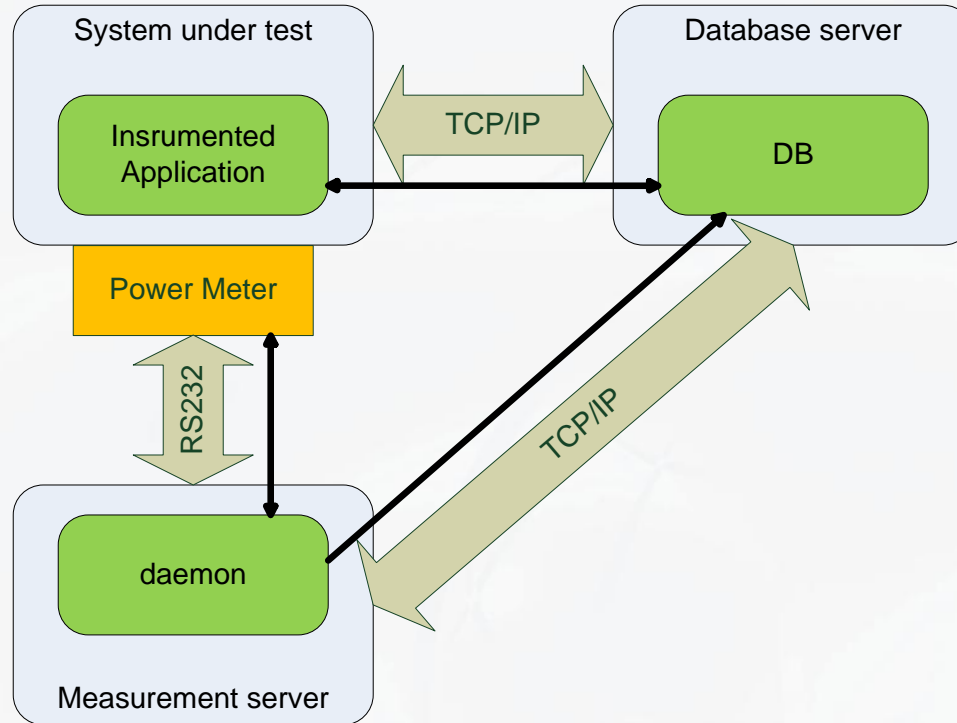 System under test
Database server
Insrumented
Application
TCP/IP
DB
Power Meter
RS232
TCP/IP
daemon
Measurement server